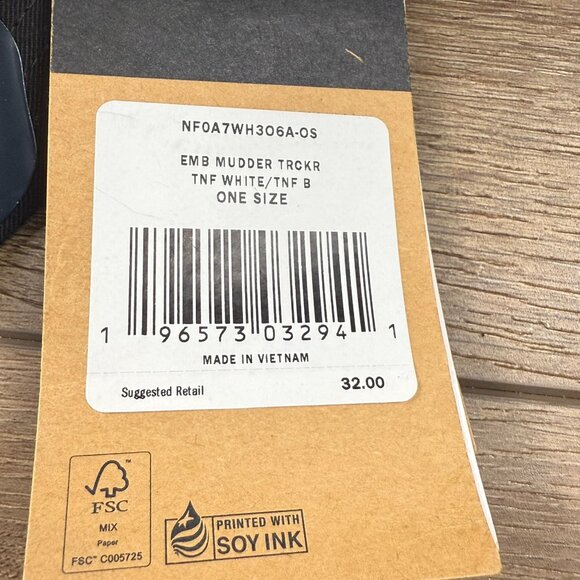 NF0A7WH3O6A-OS
EMB MUDDER TRCKR
TNF WHITE/TNF B
ONE SIZE
1 96573 03294 1
MADE IN VIETNAM
Suggested Retail 32.00
FSC
MIX
Paper
FSC™ C005725
PRINTED WITH
SOY INK